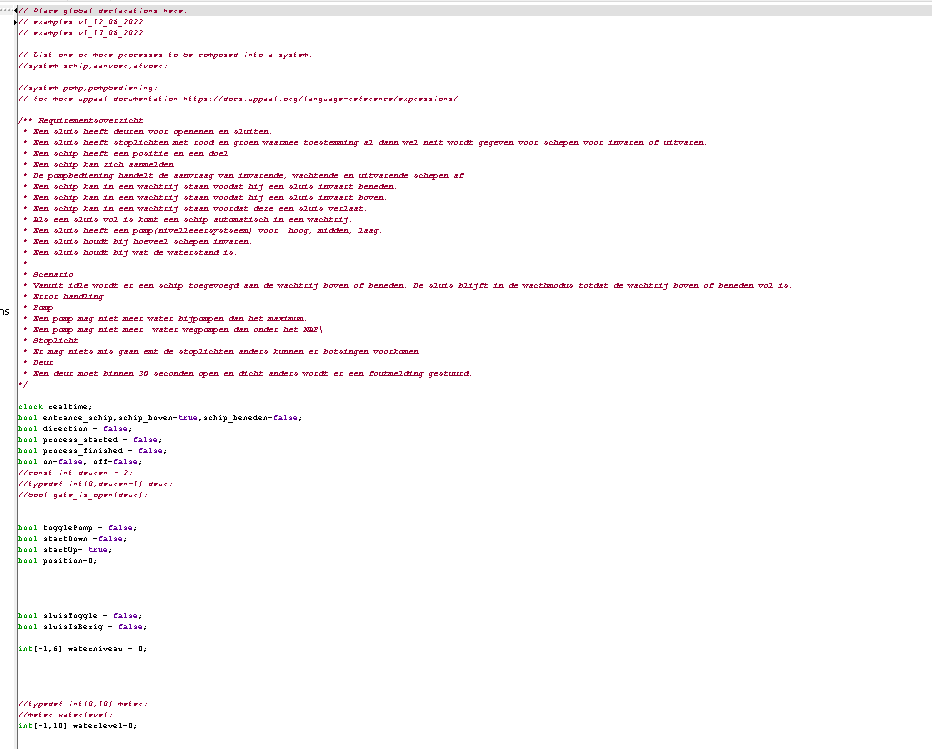 // Place global declarations here.
// examples v1_12_06_2022
// examples v1_17_06_2022
// List one or more processes to be composed into a system.
//system schip,aanvoer,afvoer;
//system pomp,pompbediening;
// for more uppaal documentation https://docs.uppaal.org/language-reference/expressions/
/** Requirementsoverzicht
* Een sluis heeft deuren voor openenen en sluiten.
* Een sluis heeft stoplichten met rood en groen waarmee toestemming al dan wel neit wordt gegeven voor schepen voor invaren of uitvaren.
* Een schip heeft een positie en een doel
* Een schip kan zich aanmelden
* De pompbediening handelt de aanvraag van invarende, wachtende en uitvarende schepen af
* Een schip kan in een wachtrij staan voodat hij een sluis invaart beneden.
* Een schip kan in een wachtrij staan voodat hij een sluis invaart boven.
* Een schip kan in een wachtrij staan voordat deze een sluis verlaat.
* Als een sluis vol is komt een schip automatisch in een wachtrij.
* Een sluis heeft een pomp(nivelleersysteem) voor  hoog, midden, laag.
* Een sluis houdt bij hoeveel schepen invaren.
* Een sluis houdt bij wat de waterstand is.
*
* Scenario
* Vanuit idle wordt er een schip toegevoegd aan de wachtrij boven of beneden. De sluis blijft in de wacthmodus totdat de wachtrij boven of beneden vol is.
* Error handling
* Pomp
* Een pomp mag niet meer water bijpompen dan het maximum.
* Een pomp mag niet meer  water wegpompen dan onder het NAP\
* Stoplicht
* Er mag niets mis gaan emt de stoplichten anders kunnen er botsingen voorkomen
* Deur
* Een deur moet binnen 30 seconden open en dicht anders wordt er een foutmelding gestuurd.
*/
ns
clock realtime;
bool entrance_schip,schip_boven=true,schip_beneden=false;
bool direction = false;
bool process_started = false;
bool process_finished = false;
bool on=false, off=false;
//const int deuren = 2;
//typedef int[0,deuren-1] deur;
//bool gate_is_open[deur];
bool togglePomp = false;
bool startDown =false;
bool startUp= true;
bool position=0;
bool sluisToggle = false;
bool sluisIsBezig = false;
int[-1,6] waterniveau = 0;
//typedef int[0,10] meter;
//meter waterlevel;
int[-1,10] waterlevel=0;